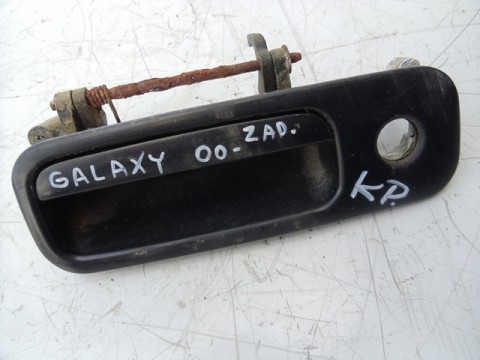 GALAXY 00- ZAD.
KP.